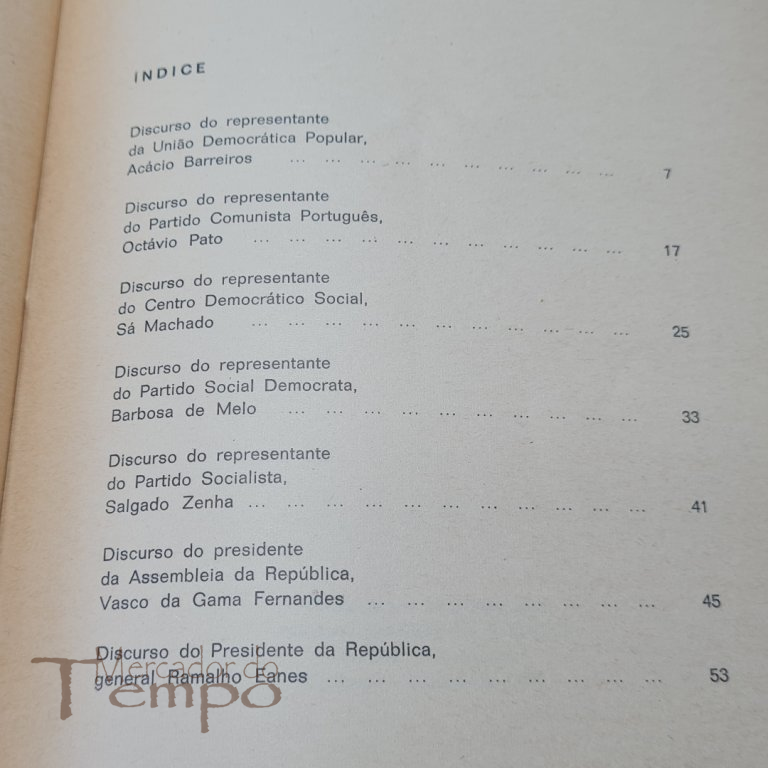 ÍNDICE
Discurso do representante
da União Democrática Popular,
Acácio Barreiros ... ... ... ... ... ... ... ... ... ... 7
Discurso do representante
do Partido Comunista Português,
Octávio Pato ... ... ... ... ... ... ... ... ... ... ... 17
Discurso do representante
do Centro Democrático Social,
Sá Machado ... ... ... ... ... ... ... ... ... ... ... 25
Discurso do representante
do Partido Social Democrata,
Barbosa de Melo ... ... ... ... ... ... ... ... ... ... 33
Discurso do representante
do Partido Socialista,
Salgado Zenha ... ... ... ... ... ... ... ... ... ... ... 41
Discurso do presidente
da Assembleia da República,
Vasco da Gama Fernandes ... ... ... ... ... ... ... ... 45
Discurso do Presidente da República,
general Ramalho Eanes ... ... ... ... ... ... ... ... ... 53
Mercador do
Tempo